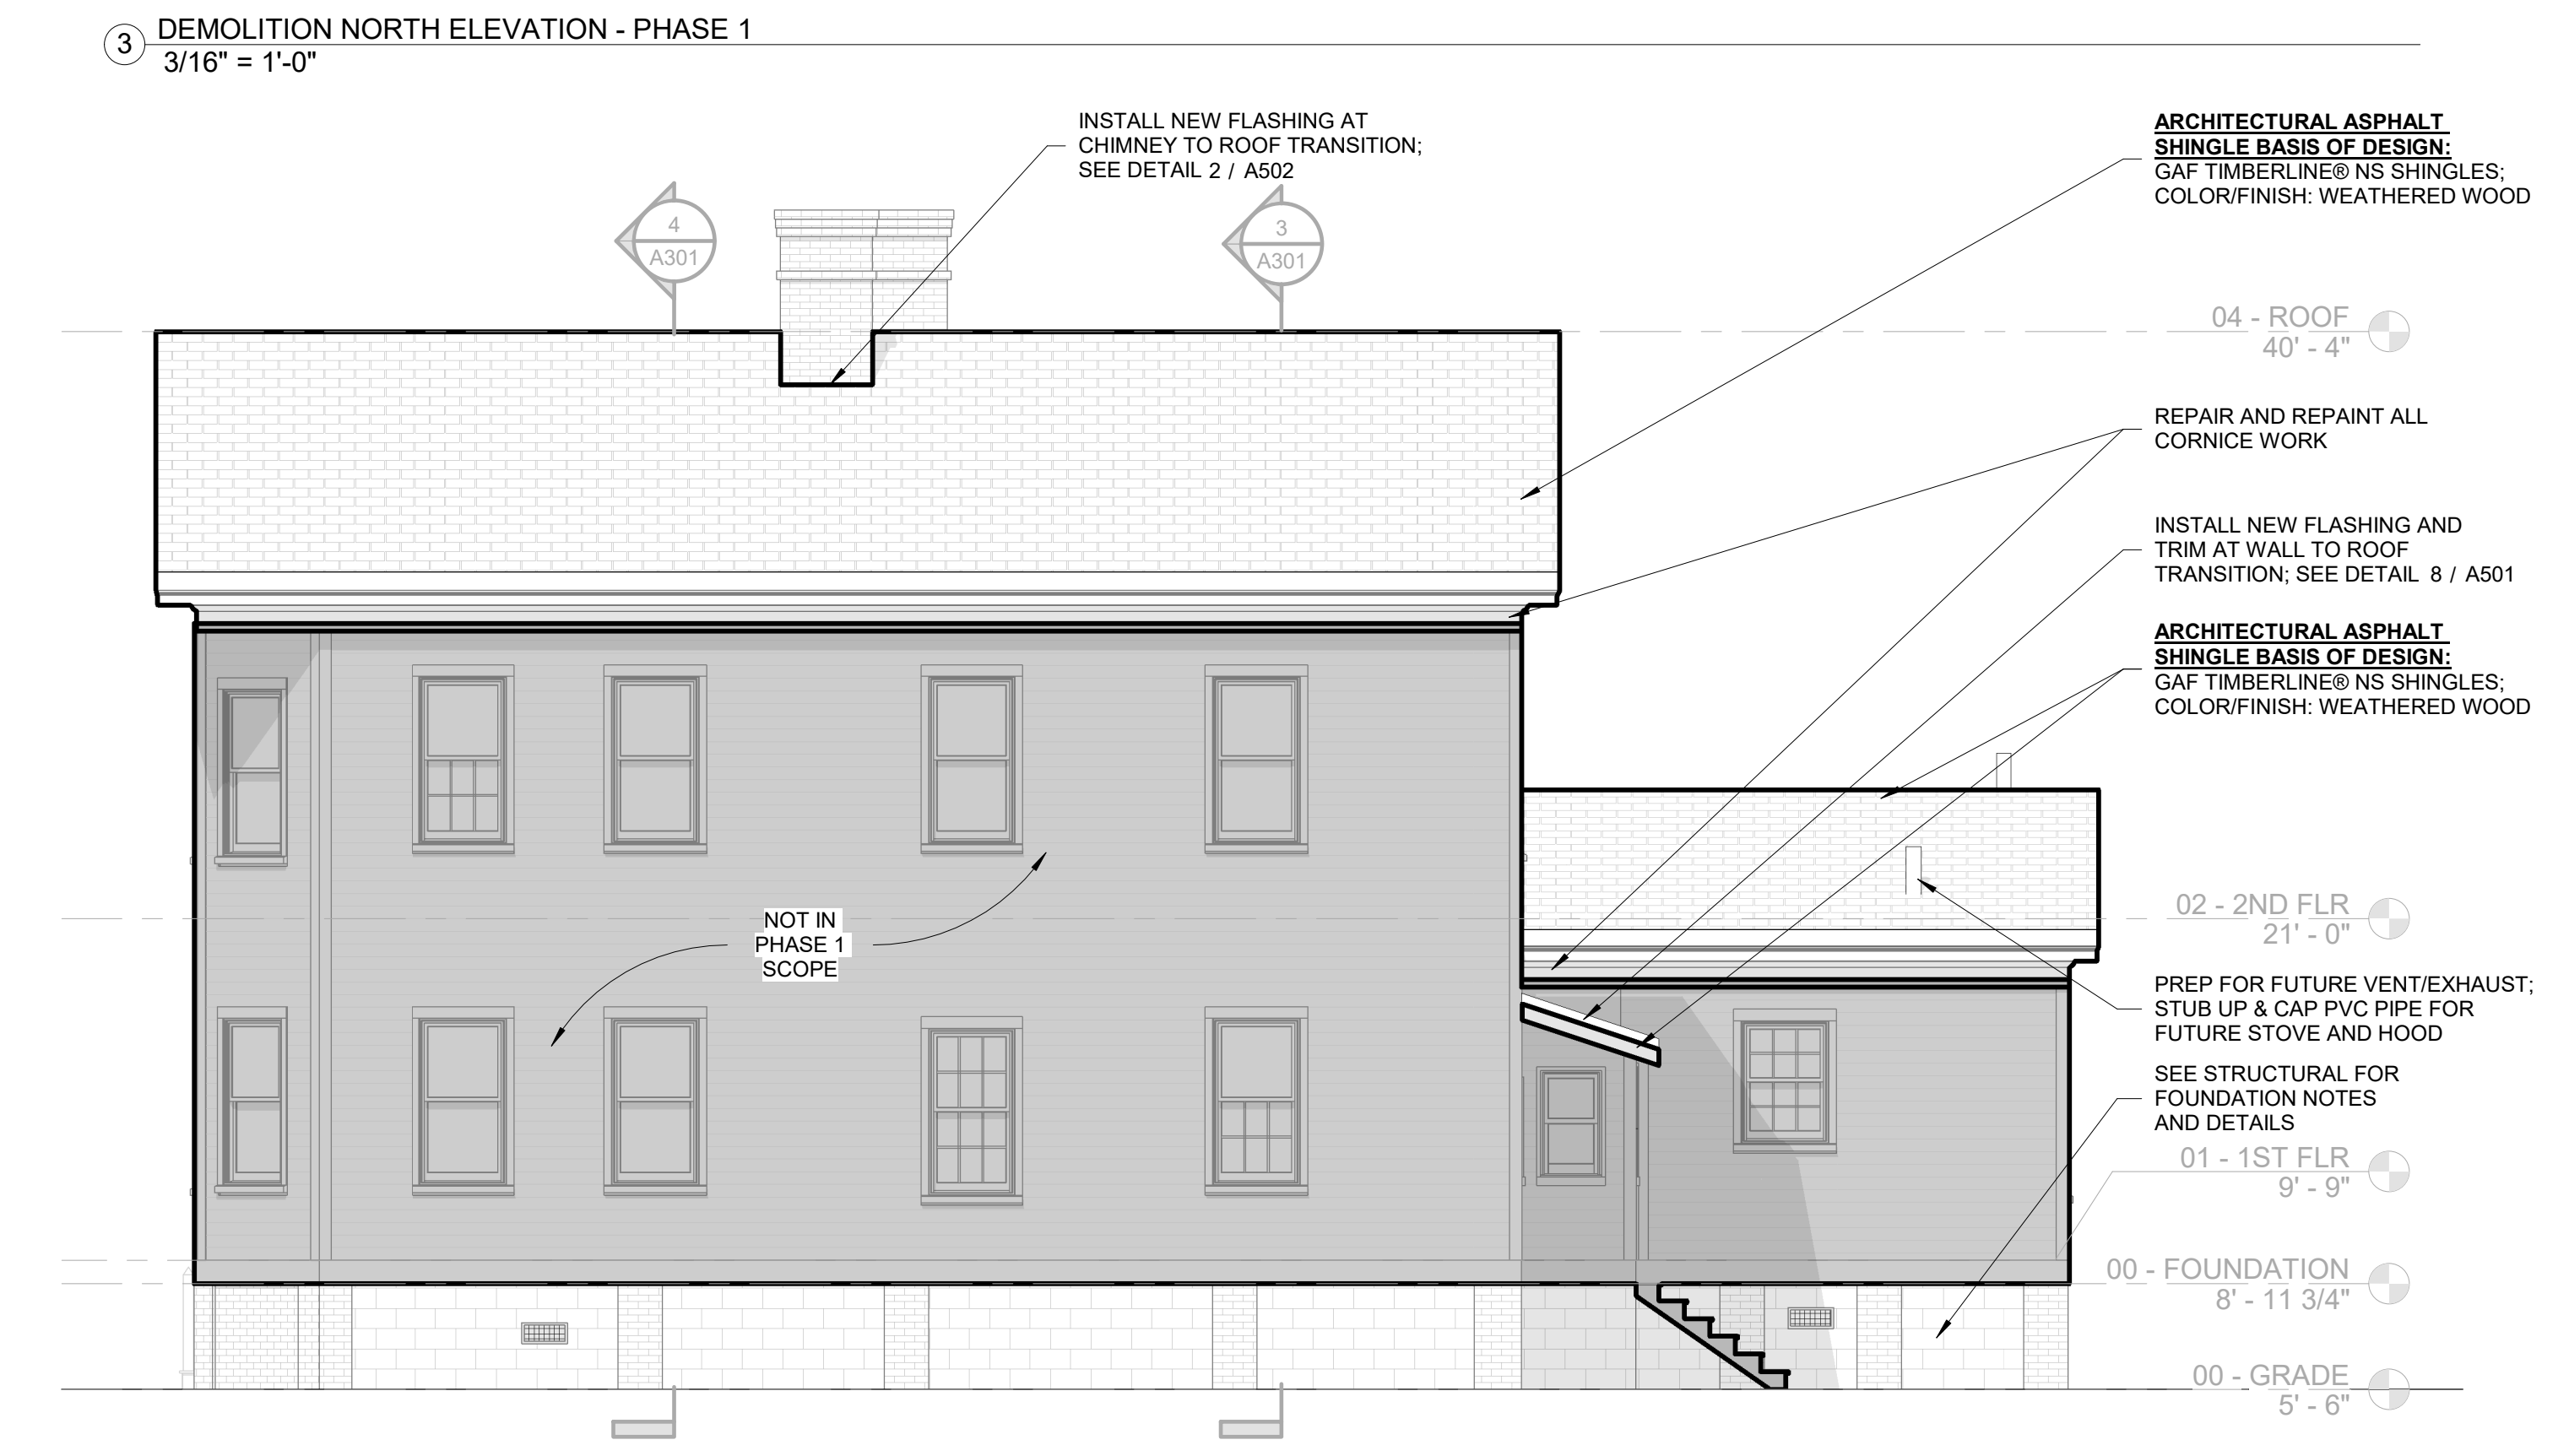 3 DEMOLITION NORTH ELEVATION - PHASE 1
3/16" = 1'-0"
INSTALL NEW FLASHING AT
CHIMNEY TO ROOF TRANSITION;
SEE DETAIL 2 / A502
4
A301
3
A301
ARCHITECTURAL ASPHALT
SHINGLE BASIS OF DESIGN:
GAF TIMBERLINE® NS SHINGLES;
COLOR/FINISH: WEATHERED WOOD
04 - ROOF
40' - 4"
REPAIR AND REPAINT ALL
CORNICE WORK
INSTALL NEW FLASHING AND
TRIM AT WALL TO ROOF
TRANSITION; SEE DETAIL 8 / A501
ARCHITECTURAL ASPHALT
SHINGLE BASIS OF DESIGN:
GAF TIMBERLINE® NS SHINGLES;
COLOR/FINISH: WEATHERED WOOD
NOT IN
PHASE 1
SCOPE
02 - 2ND FLR
21' - 0"
PREP FOR FUTURE VENT/EXHAUST;
STUB UP & CAP PVC PIPE FOR
FUTURE STOVE AND HOOD
SEE STRUCTURAL FOR
FOUNDATION NOTES
AND DETAILS
01 - 1ST FLR
9' - 9"
00 - FOUNDATION
8' - 11 3/4"
00 - GRADE
5' - 6"